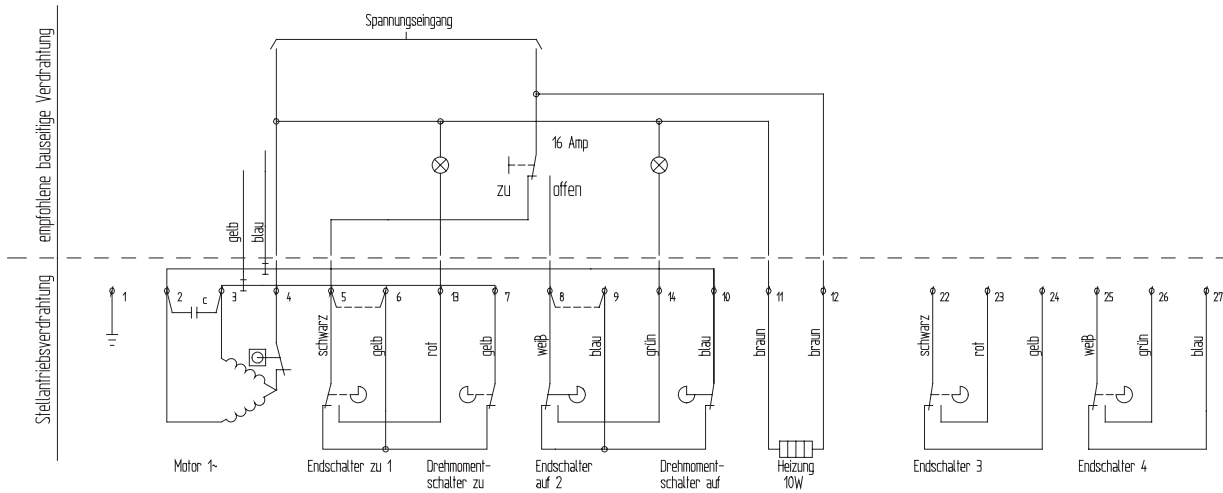 empfohlene bauseitige Verdrahtung
Stellantriebsverdrahtung
Spannungseingang
16 Amp
zu offen
gelb
blau
1 2 c 3 4 5 6 13 7 8 9 14 10 11 12 22 23 24 25 26 27
schwarz gelb rot gelb weiß blau grün blau braun braun schwarz rot gelb weiß grün blau
Motor 1~
Endschalter zu 1
Drehmoment-
schalter zu
Endschalter
auf 2
Drehmoment-
schalter auf
Heizung
10W
Endschalter 3
Endschalter 4